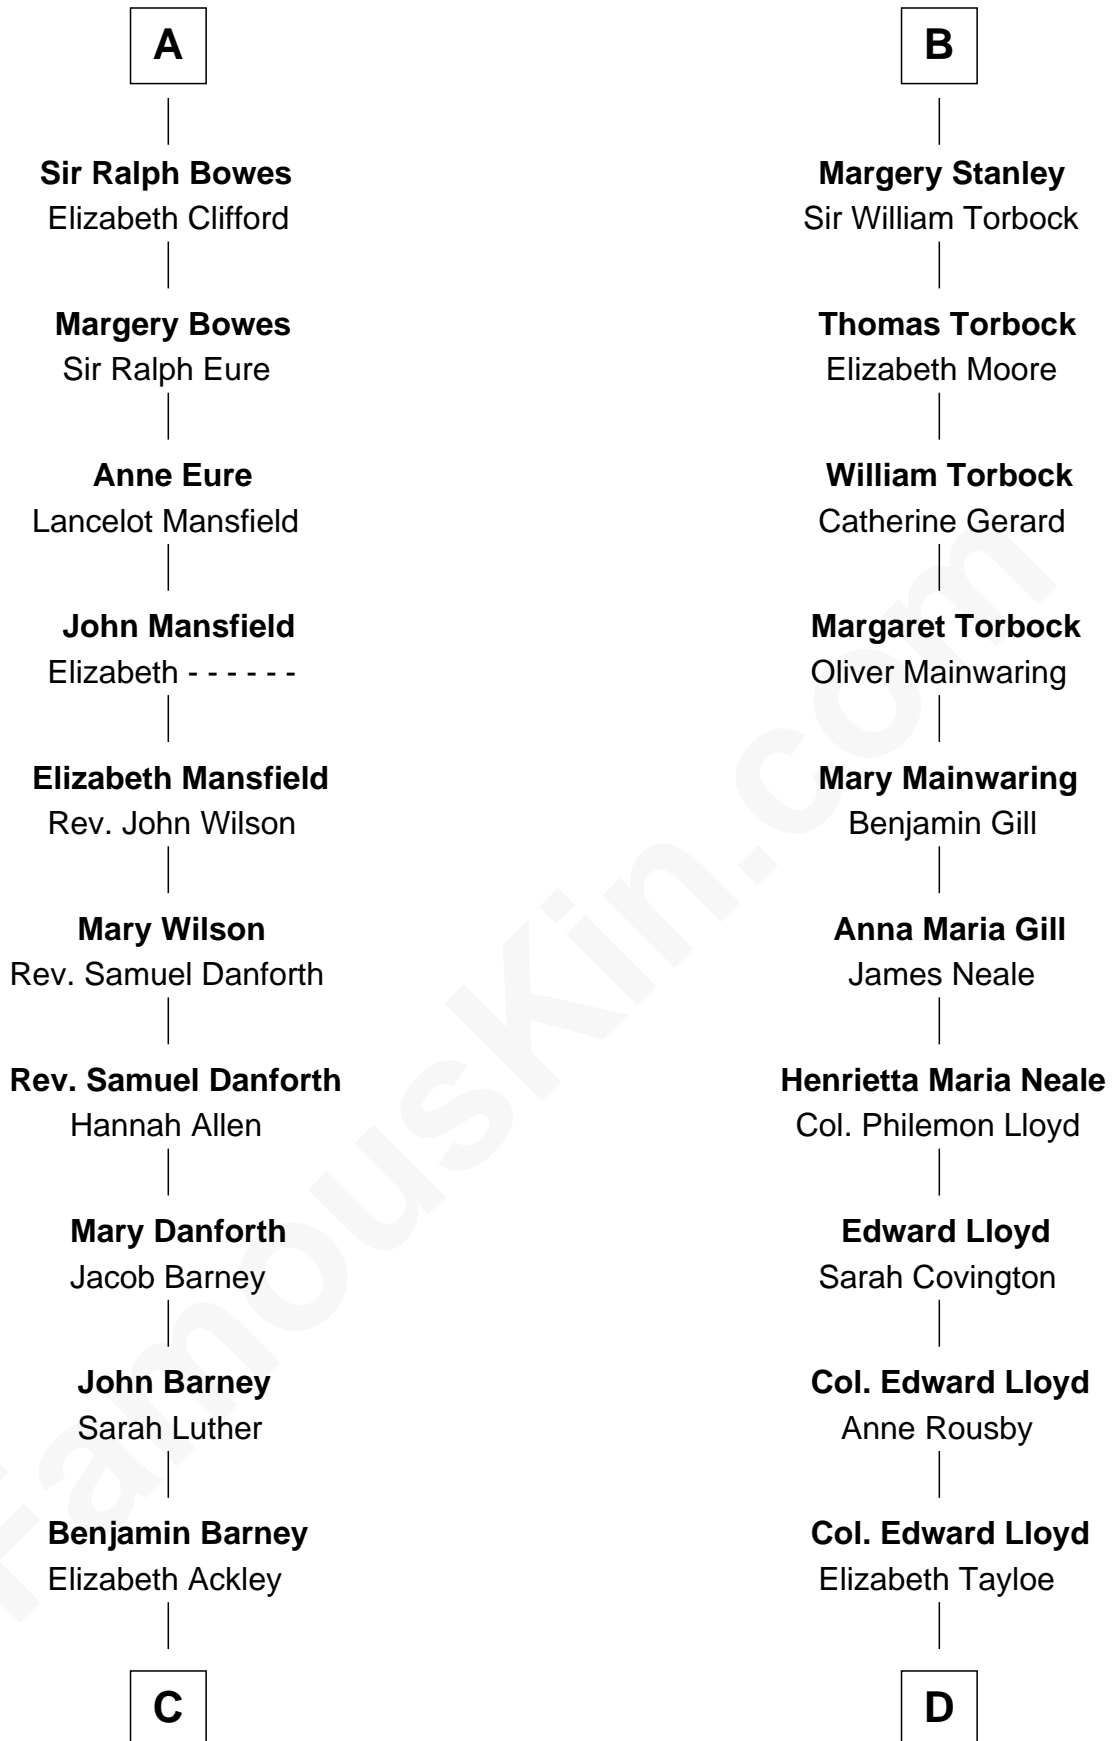 A
Sir Ralph Bowes
Elizabeth Clifford
Margery Bowes
Sir Ralph Eure
Anne Eure
Lancelot Mansfield
John Mansfield
Elizabeth - - - - - -
Elizabeth Mansfield
Rev. John Wilson
Mary Wilson
Rev. Samuel Danforth
Rev. Samuel Danforth
Hannah Allen
Mary Danforth
Jacob Barney
John Barney
Sarah Luther
Benjamin Barney
Elizabeth Ackley
C
B
Margery Stanley
Sir William Torbock
Thomas Torbock
Elizabeth Moore
William Torbock
Catherine Gerard
Margaret Torbock
Oliver Mainwaring
Mary Mainwaring
Benjamin Gill
Anna Maria Gill
James Neale
Henrietta Maria Neale
Col. Philemon Lloyd
Edward Lloyd
Sarah Covington
Col. Edward Lloyd
Anne Rousby
Col. Edward Lloyd
Elizabeth Tayloe
D
FamousKin.com